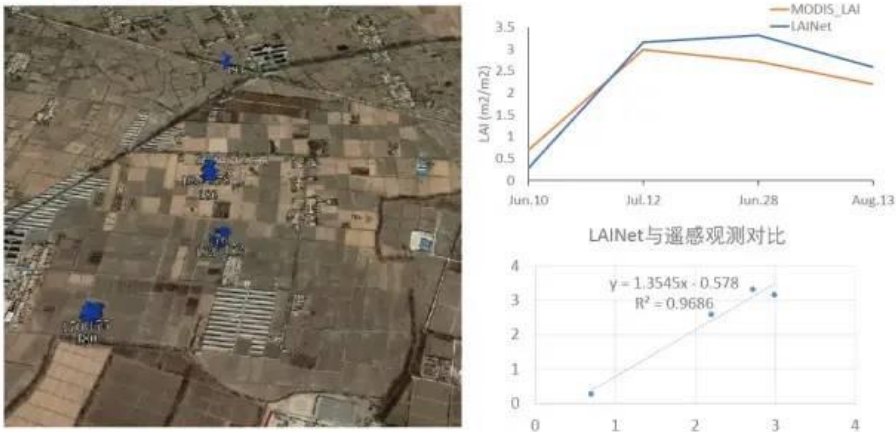 MODIS_LAI
LAINet
LAI (m2/m2)
3.5
3
2.5
2
1.5
1
0.5
0
Jun.10
Jul.12
Jun.28
Aug.13
LAINet与遥感观测对比
y = 1.3545x - 0.578
R² = 0.9686
4
3
2
1
0
0
1
2
3
4
186
180